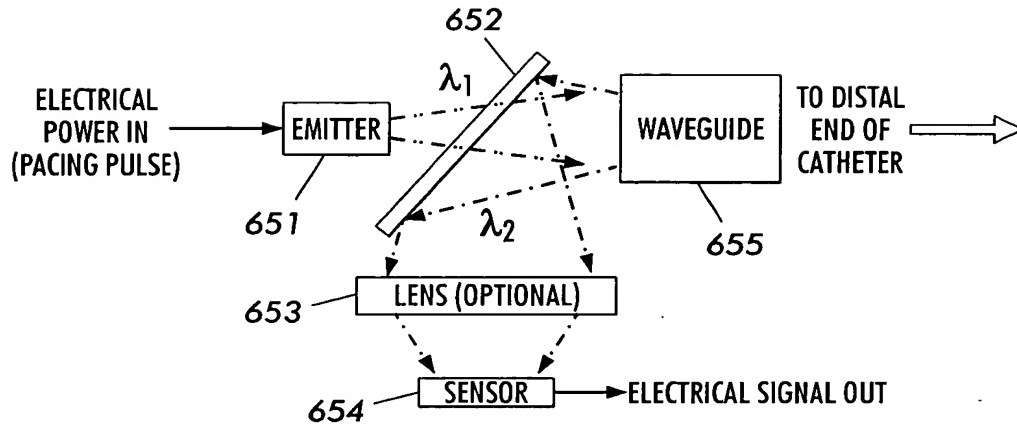 652
λ1
ELECTRICAL
POWER IN
(PACING PULSE)
EMITTER
651
WAVEGUIDE
655
TO DISTAL
END OF
CATHETER
λ2
LENS (OPTIONAL)
653
SENSOR
654
ELECTRICAL SIGNAL OUT